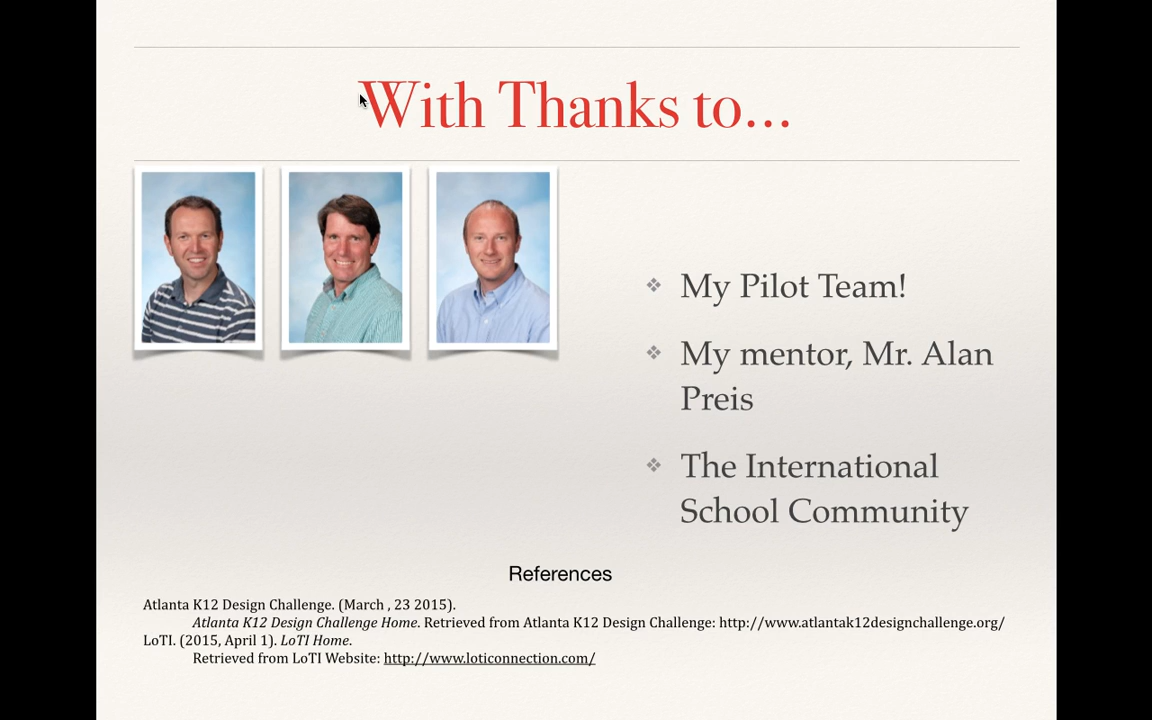 With Thanks to...
❖ My Pilot Team!
❖ My mentor, Mr. Alan
Preis
❖ The International
School Community
References
Atlanta K12 Design Challenge. (March , 23 2015).
Atlanta K12 Design Challenge Home. Retrieved from Atlanta K12 Design Challenge: http://www.atlantak12designchallenge.org/
LoTI. (2015, April 1). LoTI Home.
Retrieved from LoTI Website: http://www.loticonnection.com/